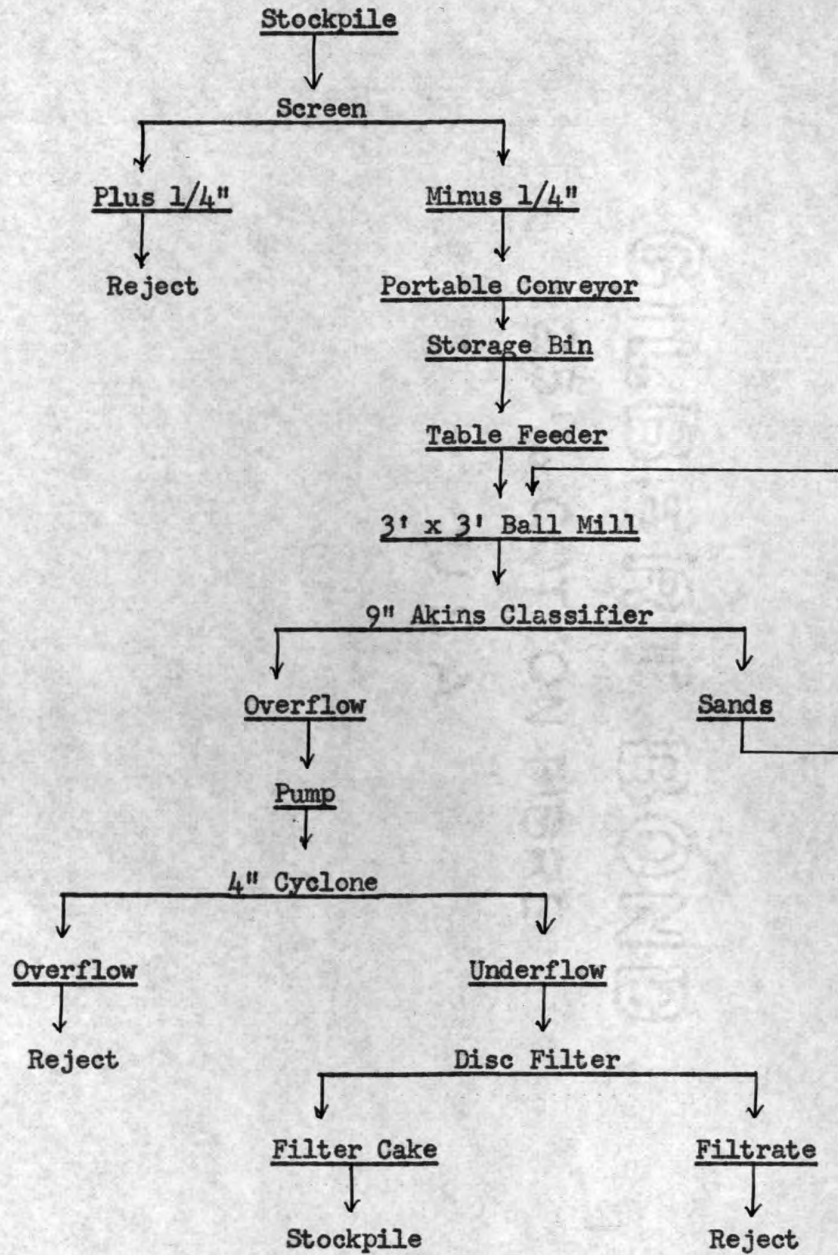 Stockpile
Screen
Plus 1/4" Minus 1/4"
Reject Portable Conveyor
Storage Bin
Table Feeder
3' x 3' Ball Mill
9" Akins Classifier
Overflow Sands
Pump
4" Cyclone
Overflow Underflow
Reject Disc Filter
Filter Cake Filtrate
Stockpile Reject